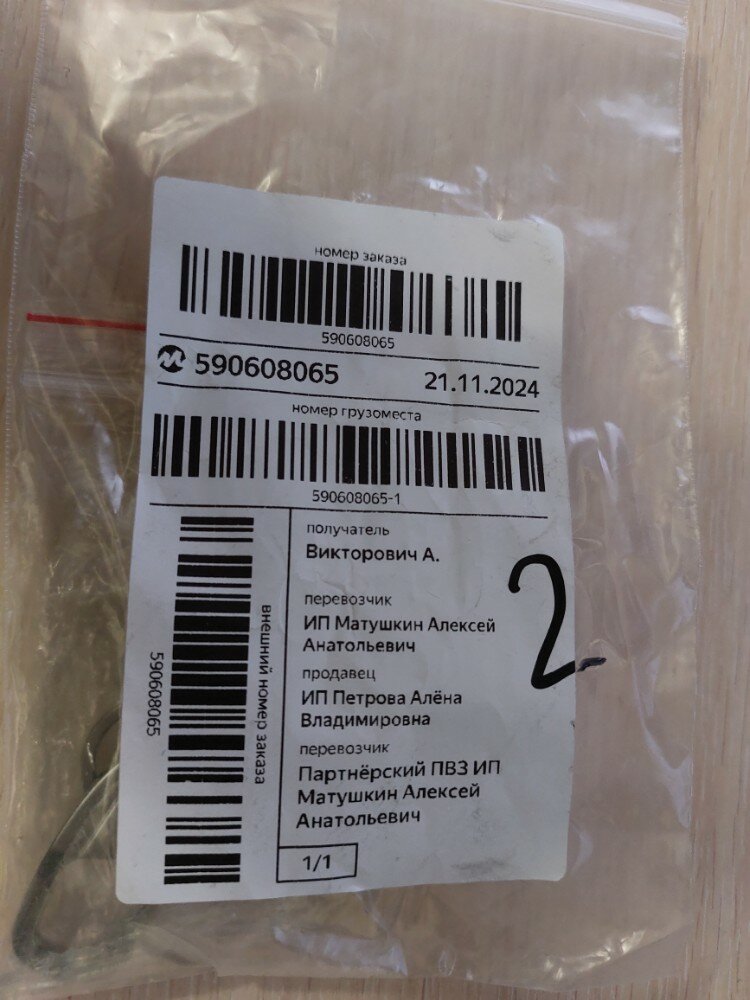 номер заказа
590608065
590608065 21.11.2024
номер грузоместа
590608065-1
получатель
Викторович А.
перевозчик
ИП Матушкин Алексей
Анатольевич
продавец
ИП Петрова Алёна
Владимировна
перевозчик
Партнёрский ПВЗ ИП
Матушкин Алексей
Анатольевич
1/1
внешний номер заказа
590608065
2